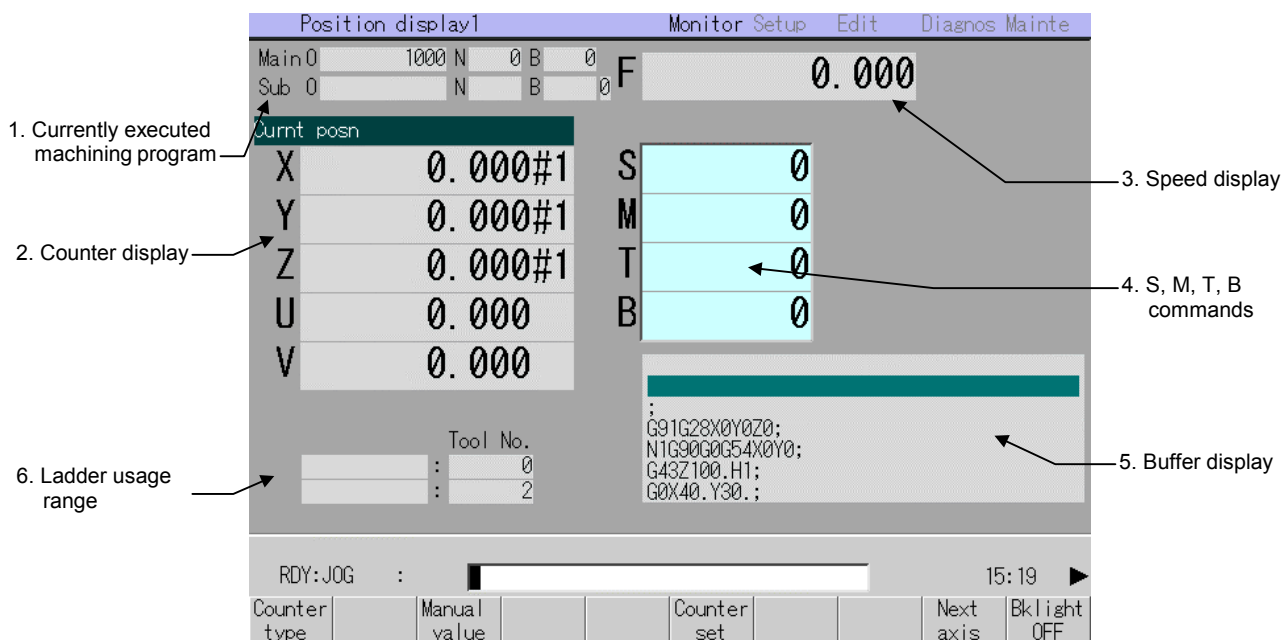 Position display1 Monitor Setup Edit Diagnos Mainte
Main O 1000 N 0 B 0
Sub O N B 0
F 0.000
1. Currently executed
machining program
Curnt posn
X 0.000#1
Y 0.000#1
Z 0.000#1
U 0.000
V 0.000
2. Counter display
S 0
M 0
T 0
B 0
3. Speed display
4. S, M, T, B
commands
;
G91G28X0Y0Z0;
N1G90G0G54X0Y0;
G43Z100.H1;
G0X40.Y30.;
5. Buffer display
6. Ladder usage
range
Tool No.
: 0
: 2
RDY:JOG : 15:19
Counter
type
Manual
value
Counter
set
Next
axis
Bklight
OFF